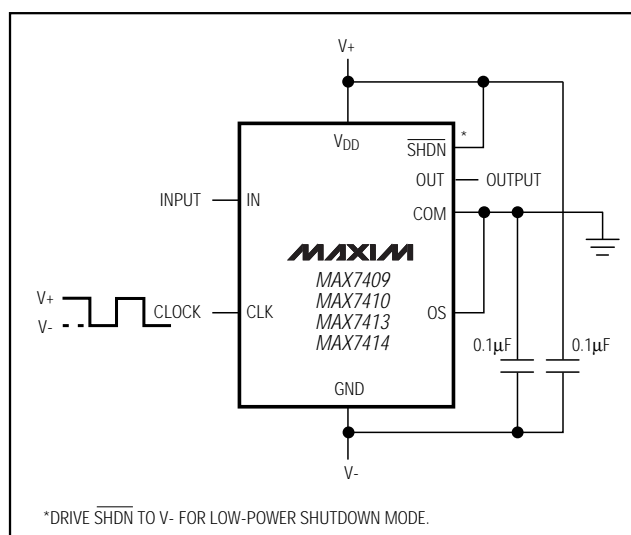 V+
VDD
SHDN
*
OUT
OUTPUT
INPUT
IN
COM
MAXIM
MAX7409
MAX7410
MAX7413
MAX7414
V+
V-
CLOCK
CLK
OS
0.1µF
0.1µF
GND
V-
*DRIVE SHDN TO V- FOR LOW-POWER SHUTDOWN MODE.